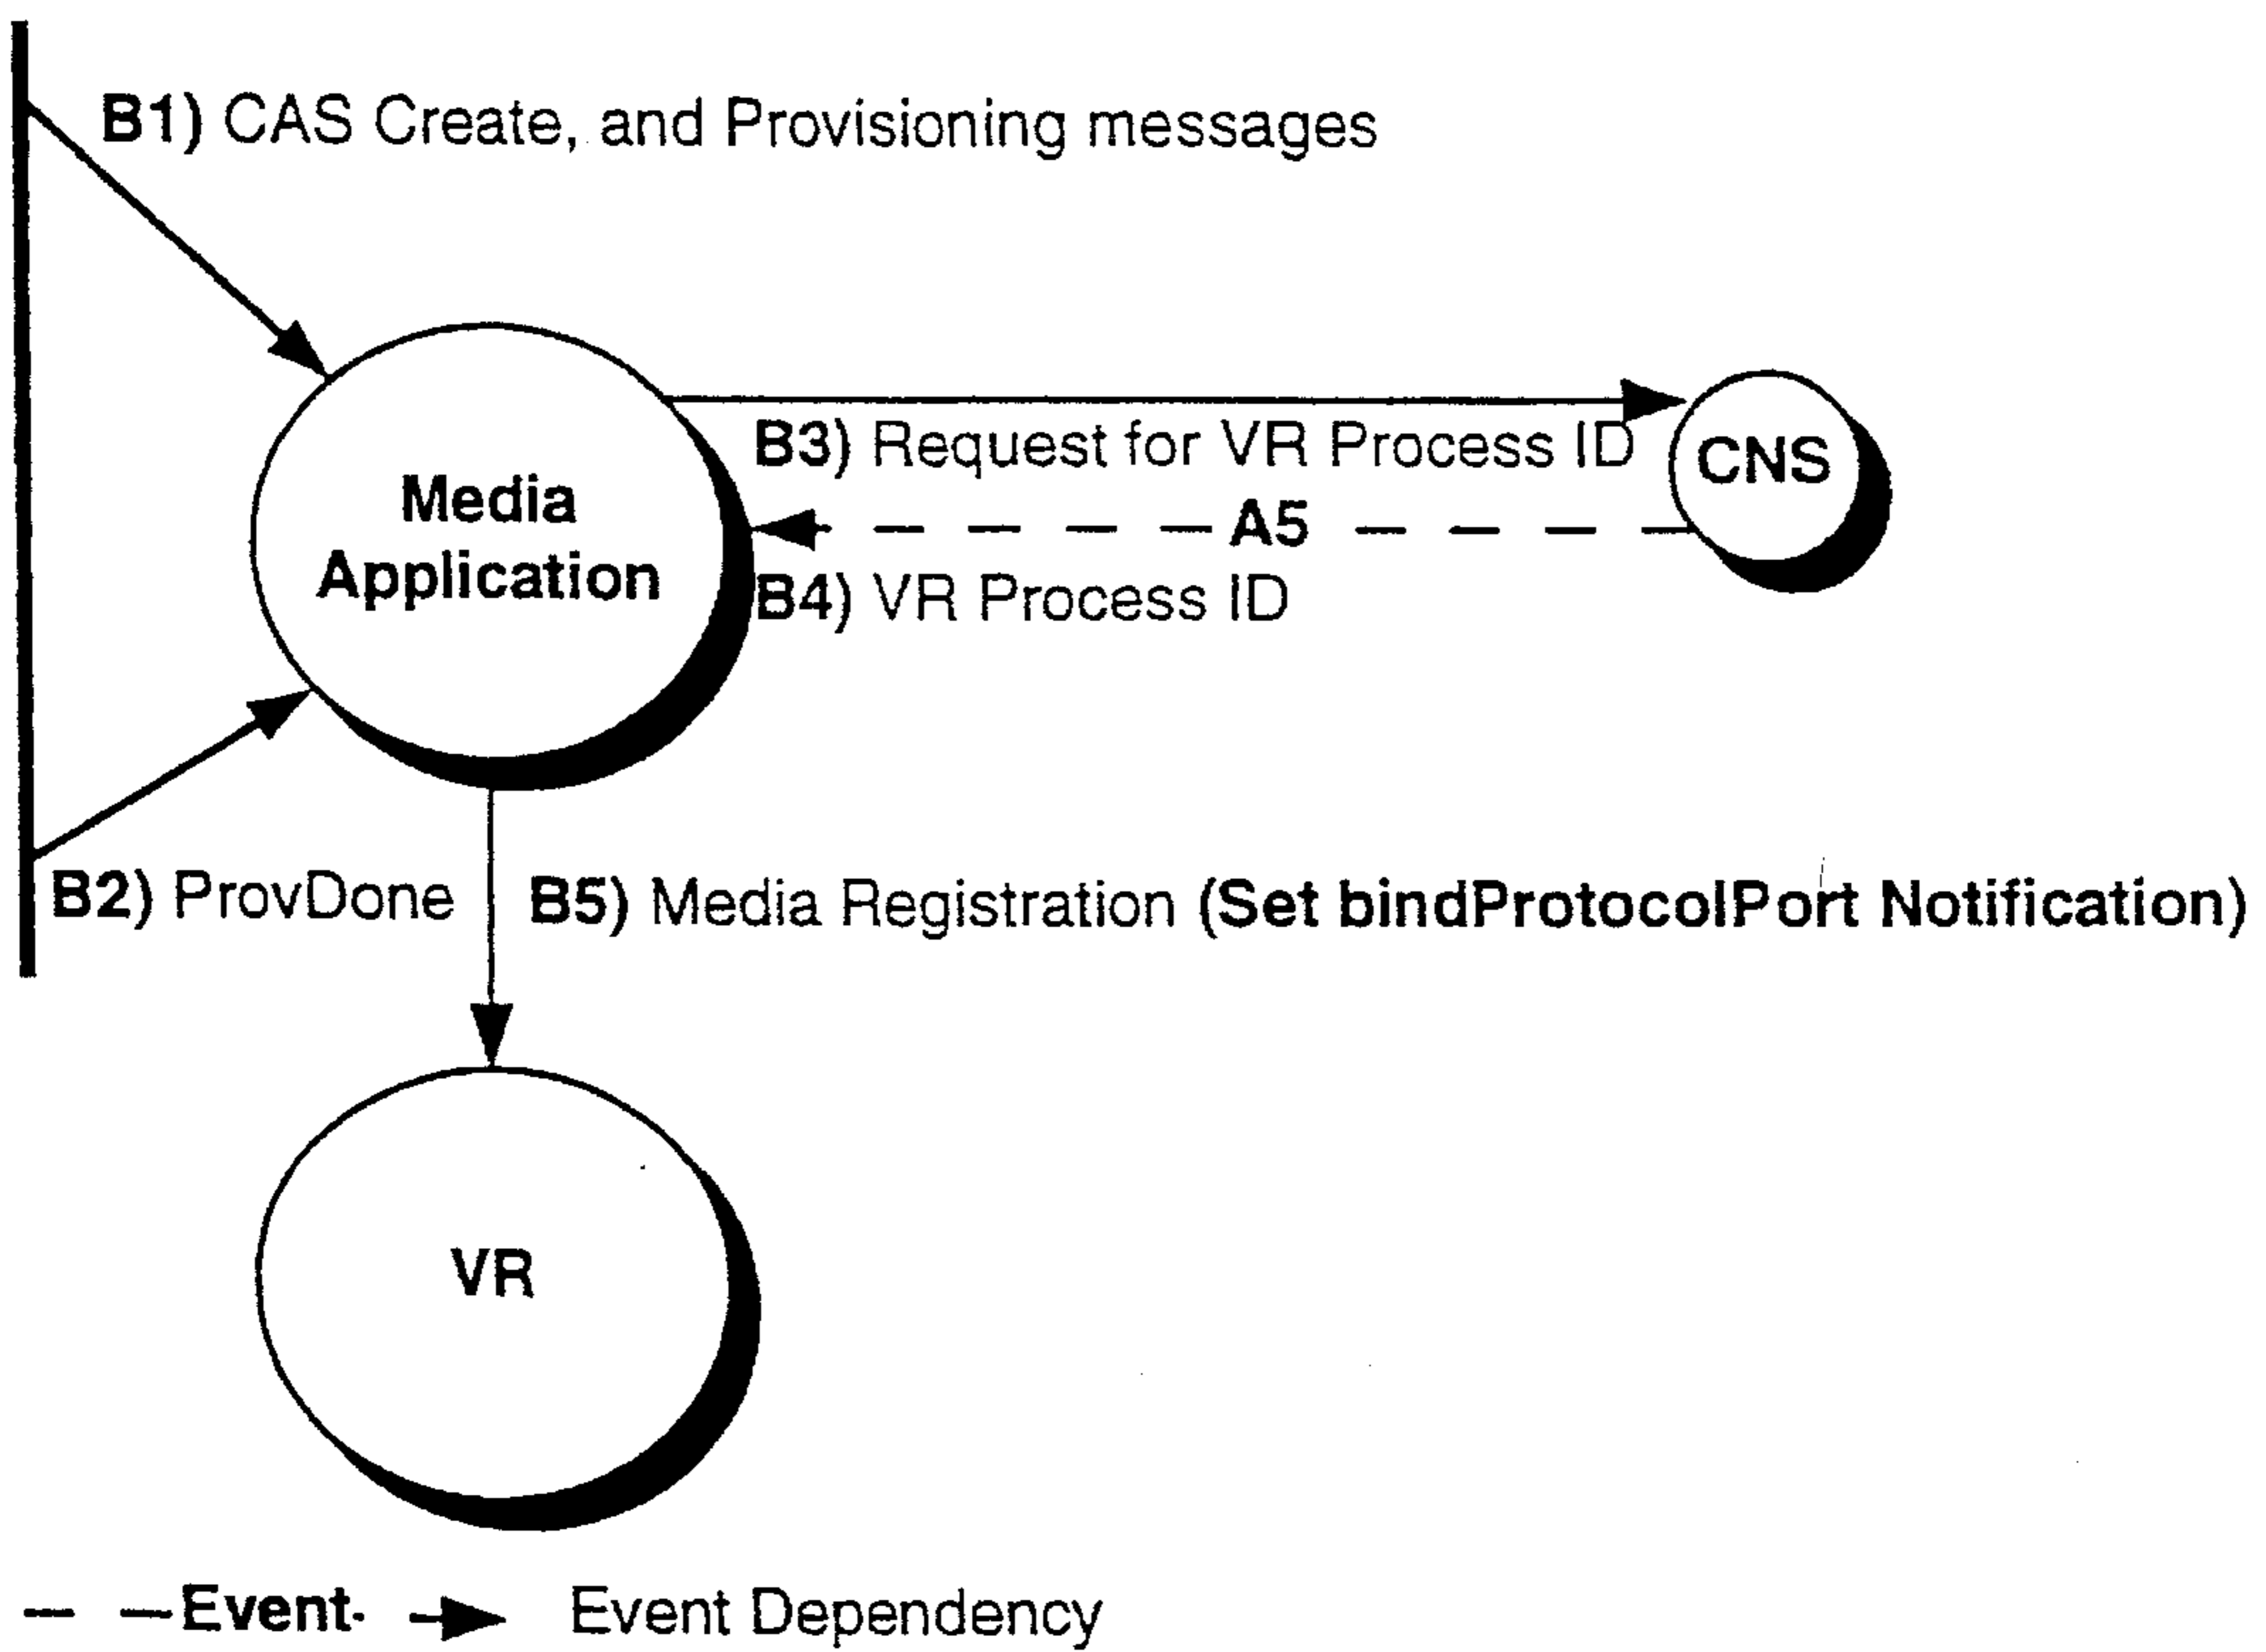 B1) CAS Create, and Provisioning messages
B3) Request for VR Process ID
CNS
Media
Application
A5
B4) VR Process ID
B2) ProvDone
B5) Media Registration (Set bindProtocolPort Notification)
VR
Event
Event Dependency